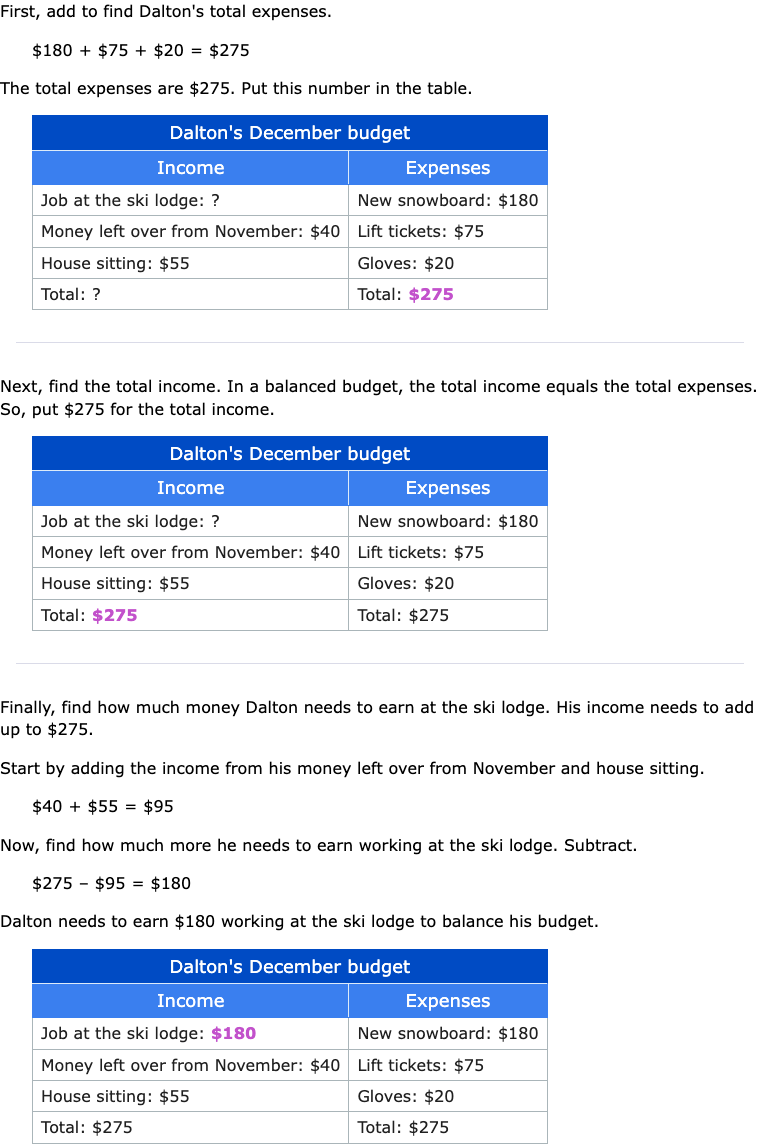 First, add to find Dalton's total expenses.
$180 + $75 + $20 = $275
The total expenses are $275. Put this number in the table.
Dalton's December budget
Income Expenses
Job at the ski lodge: ? New snowboard: $180
Money left over from November: $40 Lift tickets: $75
House sitting: $55 Gloves: $20
Total: ? Total: $275
Next, find the total income. In a balanced budget, the total income equals the total expenses.
So, put $275 for the total income.
Dalton's December budget
Income Expenses
Job at the ski lodge: ? New snowboard: $180
Money left over from November: $40 Lift tickets: $75
House sitting: $55 Gloves: $20
Total: $275 Total: $275
Finally, find how much money Dalton needs to earn at the ski lodge. His income needs to add
up to $275.
Start by adding the income from his money left over from November and house sitting.
$40 + $55 = $95
Now, find how much more he needs to earn working at the ski lodge. Subtract.
$275 – $95 = $180
Dalton needs to earn $180 working at the ski lodge to balance his budget.
Dalton's December budget
Income Expenses
Job at the ski lodge: $180 New snowboard: $180
Money left over from November: $40 Lift tickets: $75
House sitting: $55 Gloves: $20
Total: $275 Total: $275